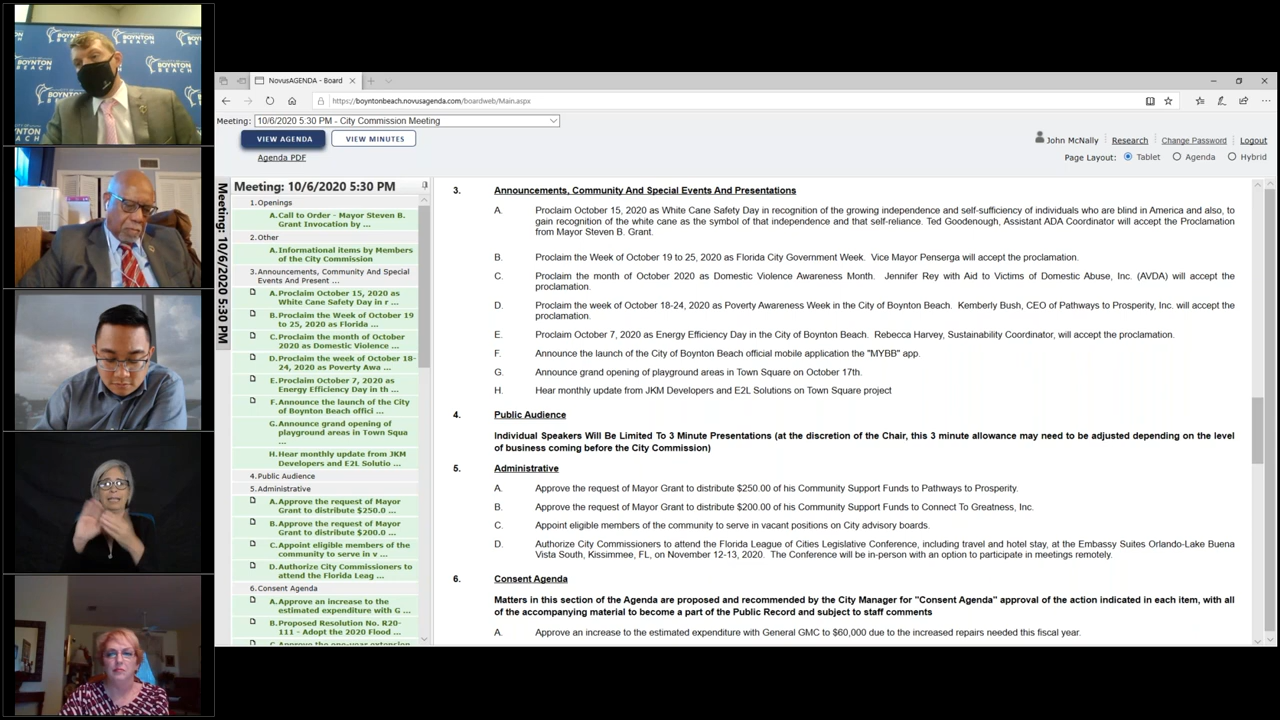 BOYNTON
BEACH
BOYNTON
BEACH
BOYNTON
BEACH
NovusAGENDA - Board
https://boyntonbeach.novusagenda.com/boardweb/Main.aspx
Meeting: 10/6/2020 5:30 PM - City Commission Meeting
VIEW AGENDA VIEW MINUTES
Agenda PDF
John McNally Research Change Password Logout
Page Layout: Tablet Agenda Hybrid
Meeting: 10/6/2020 5:30 PM
Meeting: 10/6/2020 5:30 PM
1.Openings
A.Call to Order - Mayor Steven B.
Grant Invocation by ...
2.Other
A.Informational items by Members
of the City Commission
3.Announcements, Community And Special
Events And Present ...
A.Proclaim October 15, 2020 as
White Cane Safety Day in r ...
B.Proclaim the Week of October 19
to 25, 2020 as Florida ...
C.Proclaim the month of October
2020 as Domestic Violence ...
D.Proclaim the week of October 18-
24, 2020 as Poverty Awa ...
E.Proclaim October 7, 2020 as
Energy Efficiency Day in th ...
F.Announce the launch of the City
of Boynton Beach offici ...
G.Announce grand opening of
playground areas in Town Squa
...
H.Hear monthly update from JKM
Developers and E2L Solutio ...
4.Public Audience
5.Administrative
A.Approve the request of Mayor
Grant to distribute $250.0 ...
B.Approve the request of Mayor
Grant to distribute $200.0 ...
C.Appoint eligible members of the
community to serve in v ...
D.Authorize City Commissioners to
attend the Florida Leag ...
6.Consent Agenda
A.Approve an increase to the
estimated expenditure with G ...
B.Proposed Resolution No. R20-
111 - Adopt the 2020 Flood ...
C.Approve the one-year extension
3. Announcements, Community And Special Events And Presentations
A. Proclaim October 15, 2020 as White Cane Safety Day in recognition of the growing independence and self-sufficiency of individuals who are blind in America and also, to
gain recognition of the white cane as the symbol of that independence and that self-reliance. Ted Goodenough, Assistant ADA Coordinator will accept the Proclamation
from Mayor Steven B. Grant.
B. Proclaim the Week of October 19 to 25, 2020 as Florida City Government Week. Vice Mayor Penserga will accept the proclamation.
C. Proclaim the month of October 2020 as Domestic Violence Awareness Month. Jennifer Rey with Aid to Victims of Domestic Abuse, Inc. (AVDA) will accept the
proclamation.
D. Proclaim the week of October 18-24, 2020 as Poverty Awareness Week in the City of Boynton Beach. Kemberly Bush, CEO of Pathways to Prosperity, Inc. will accept the
proclamation.
E. Proclaim October 7, 2020 as Energy Efficiency Day in the City of Boynton Beach. Rebecca Harvey, Sustainability Coordinator, will accept the proclamation.
F. Announce the launch of the City of Boynton Beach official mobile application the "MYBB" app.
G. Announce grand opening of playground areas in Town Square on October 17th.
H. Hear monthly update from JKM Developers and E2L Solutions on Town Square project
4. Public Audience
Individual Speakers Will Be Limited To 3 Minute Presentations (at the discretion of the Chair, this 3 minute allowance may need to be adjusted depending on the level
of business coming before the City Commission)
5. Administrative
A. Approve the request of Mayor Grant to distribute $250.00 of his Community Support Funds to Pathways to Prosperity.
B. Approve the request of Mayor Grant to distribute $200.00 of his Community Support Funds to Connect To Greatness, Inc.
C. Appoint eligible members of the community to serve in vacant positions on City advisory boards.
D. Authorize City Commissioners to attend the Florida League of Cities Legislative Conference, including travel and hotel stay, at the Embassy Suites Orlando-Lake Buena
Vista South, Kissimmee, FL, on November 12-13, 2020. The Conference will be in-person with an option to participate in meetings remotely.
6. Consent Agenda
Matters in this section of the Agenda are proposed and recommended by the City Manager for "Consent Agenda" approval of the action indicated in each item, with all
of the accompanying material to become a part of the Public Record and subject to staff comments
A. Approve an increase to the estimated expenditure with General GMC to $60,000 due to the increased repairs needed this fiscal year.